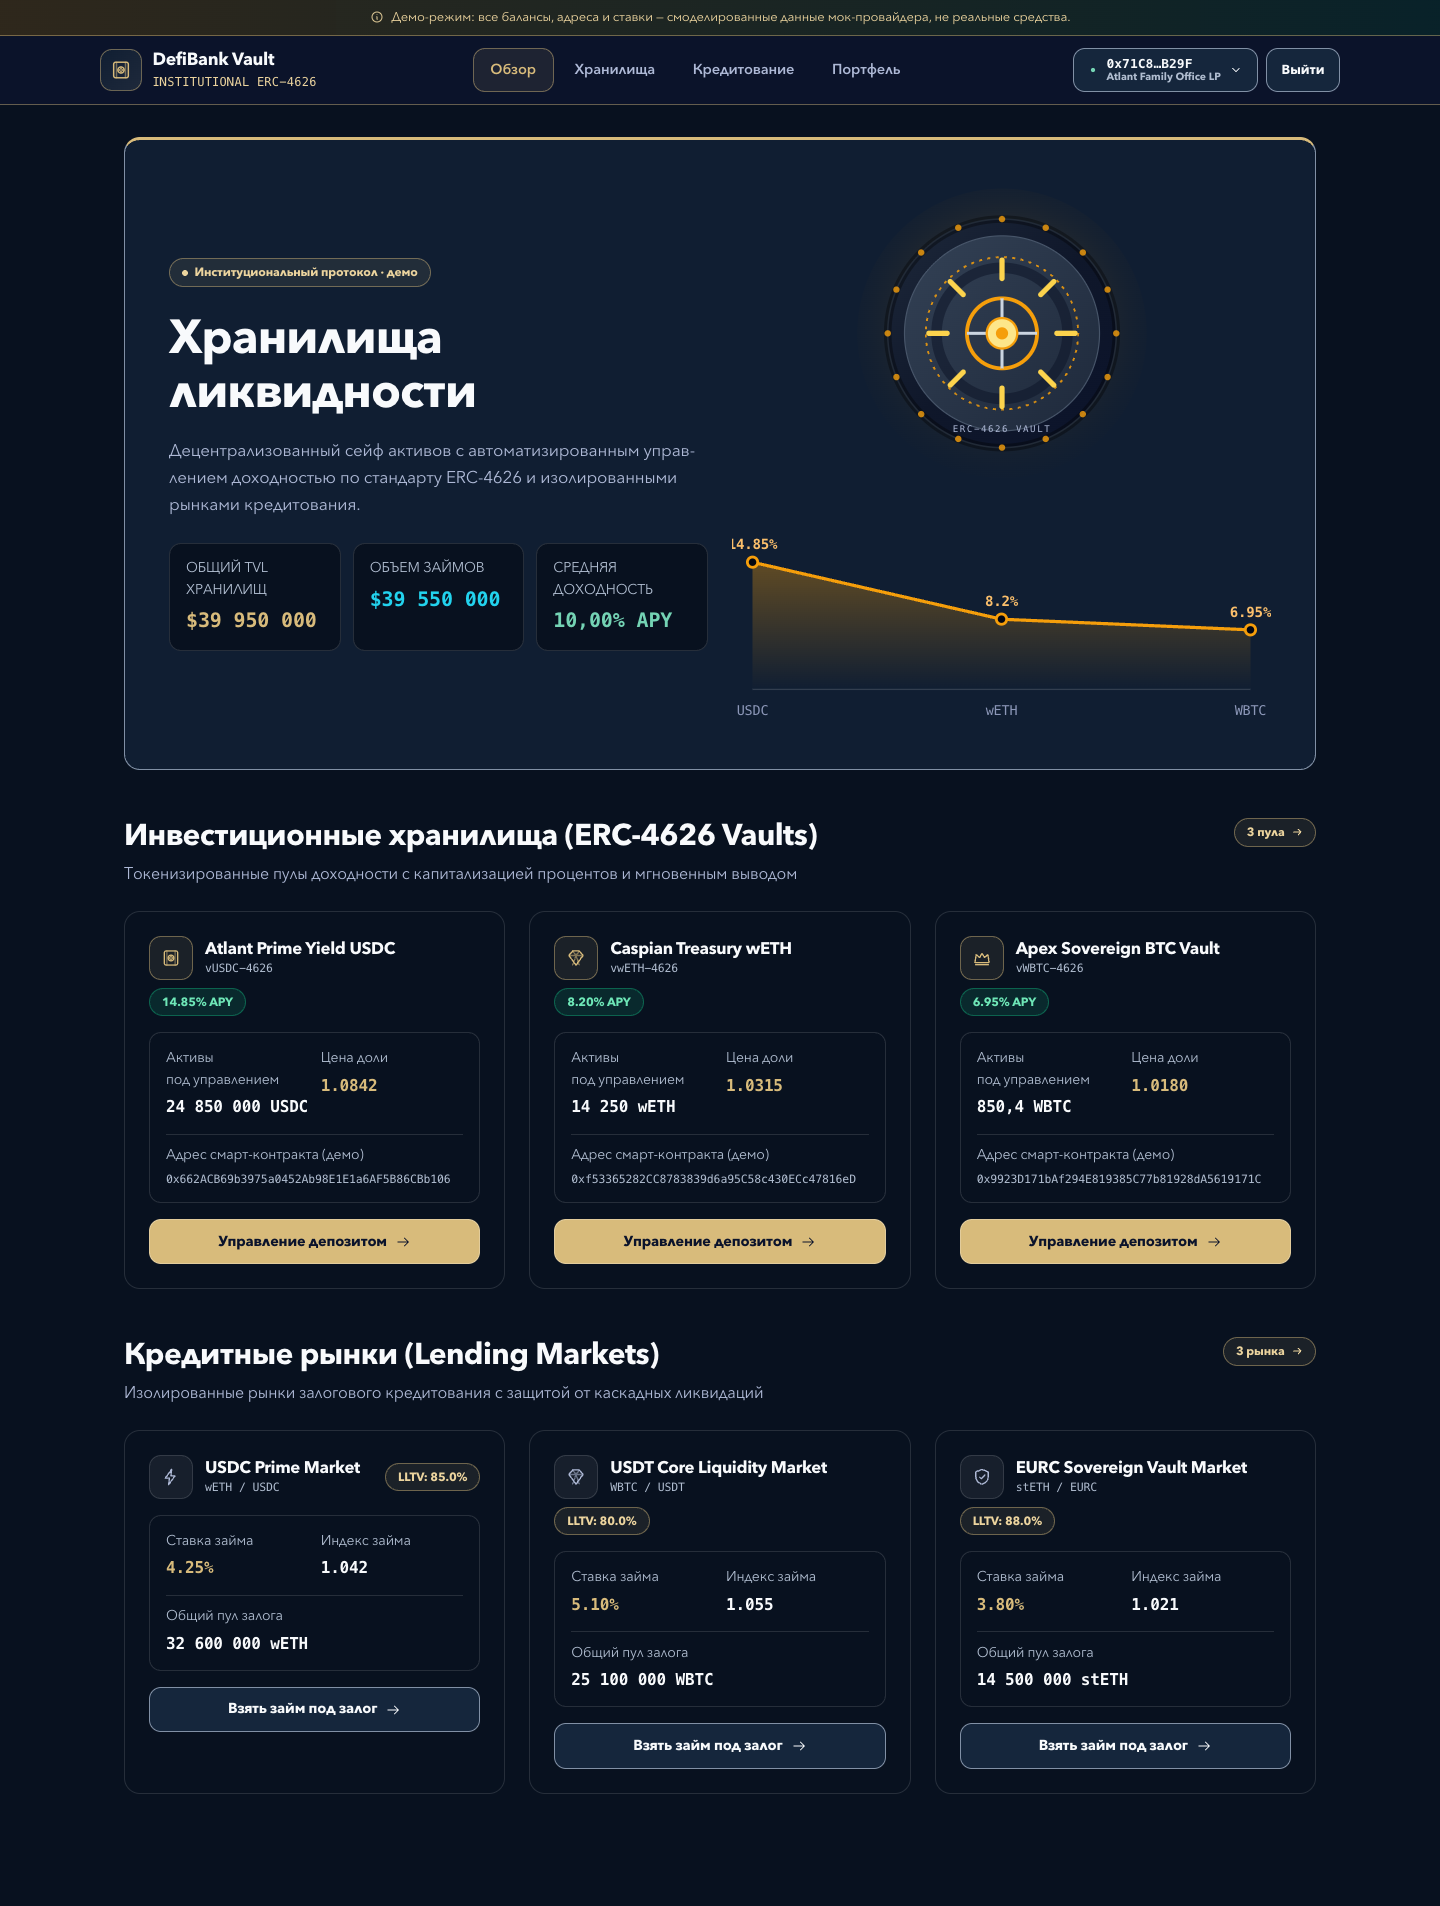 Демо-режим: все балансы, адреса и ставки — смоделированные данные мок-провайдера, не реальные средства.
DefiBank Vault
INSTITUTIONAL ERC-4626
Обзор
Хранилища
Кредитование
Портфель
0x71C8…B29F
Atlant Family Office LP
Выйти
Институциональный протокол · демо
Хранилища
ликвидности
Децентрализованный сейф активов с автоматизированным управ-
лением доходностью по стандарту ERC-4626 и изолированными
рынками кредитования.
ОБЩИЙ TVL
ХРАНИЛИЩ
$39 950 000
ОБЪЕМ ЗАЙМОВ
$39 550 000
СРЕДНЯЯ
ДОХОДНОСТЬ
10,00% APY
ERC-4626 VAULT
14.85%
8.2%
6.95%
USDC
wETH
WBTC
Инвестиционные хранилища (ERC-4626 Vaults)
3 пула
Токенизированные пулы доходности с капитализацией процентов и мгновенным выводом
Atlant Prime Yield USDC
vUSDC-4626
14.85% APY
Активы
под управлением
24 850 000 USDC
Цена доли
1.0842
Адрес смарт-контракта (демо)
0x662ACB69b3975a0452Ab98E1E1a6AF5B86CBb106
Управление депозитом
Caspian Treasury wETH
vwETH-4626
8.20% APY
Активы
под управлением
14 250 wETH
Цена доли
1.0315
Адрес смарт-контракта (демо)
0xf53365282CC8783839d6a95C58c430ECc47816eD
Управление депозитом
Apex Sovereign BTC Vault
vWBTC-4626
6.95% APY
Активы
под управлением
850,4 WBTC
Цена доли
1.0180
Адрес смарт-контракта (демо)
0x9923D171bAf294E819385C77b81928dA5619171C
Управление депозитом
Кредитные рынки (Lending Markets)
3 рынка
Изолированные рынки залогового кредитования с защитой от каскадных ликвидаций
USDC Prime Market
wETH / USDC
LLTV: 85.0%
Ставка займа
4.25%
Индекс займа
1.042
Общий пул залога
32 600 000 wETH
Взять займ под залог
USDT Core Liquidity Market
WBTC / USDT
LLTV: 80.0%
Ставка займа
5.10%
Индекс займа
1.055
Общий пул залога
25 100 000 WBTC
Взять займ под залог
EURC Sovereign Vault Market
stETH / EURC
LLTV: 88.0%
Ставка займа
3.80%
Индекс займа
1.021
Общий пул залога
14 500 000 stETH
Взять займ под залог